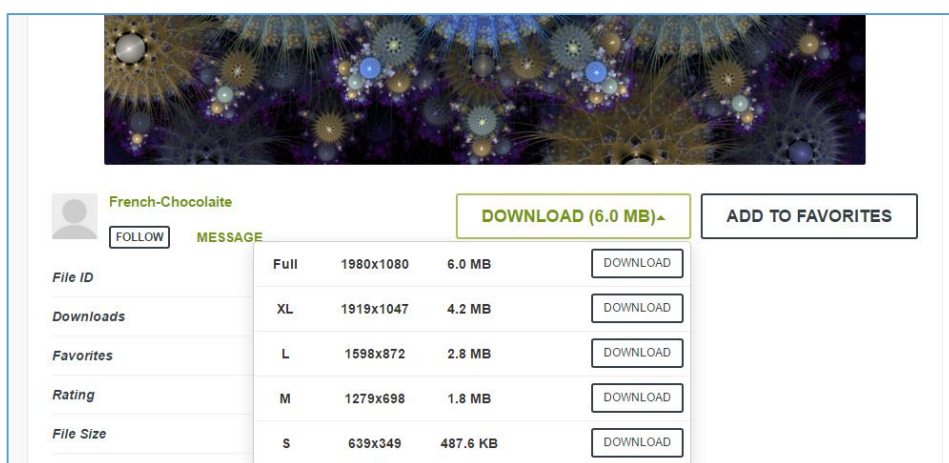 French-Chocolaite
FOLLOW MESSAGE
DOWNLOAD (6.0 MB)
ADD TO FAVORITES
Full 1980x1080 6.0 MB DOWNLOAD
File ID
XL 1919x1047 4.2 MB DOWNLOAD
Downloads
L 1598x872 2.8 MB DOWNLOAD
Favorites
M 1279x698 1.8 MB DOWNLOAD
Rating
S 639x349 487.6 KB DOWNLOAD
File Size